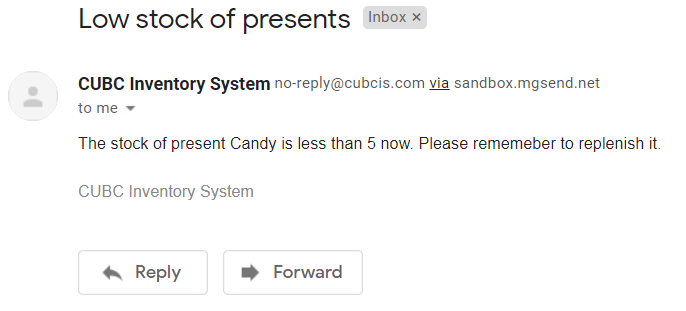 Low stock of presents Inbox ×
CUBC Inventory System no-reply@cubcis.com via sandbox.mgsend.net
to me
The stock of present Candy is less than 5 now. Please rememeber to replenish it.
CUBC Inventory System
Reply Forward